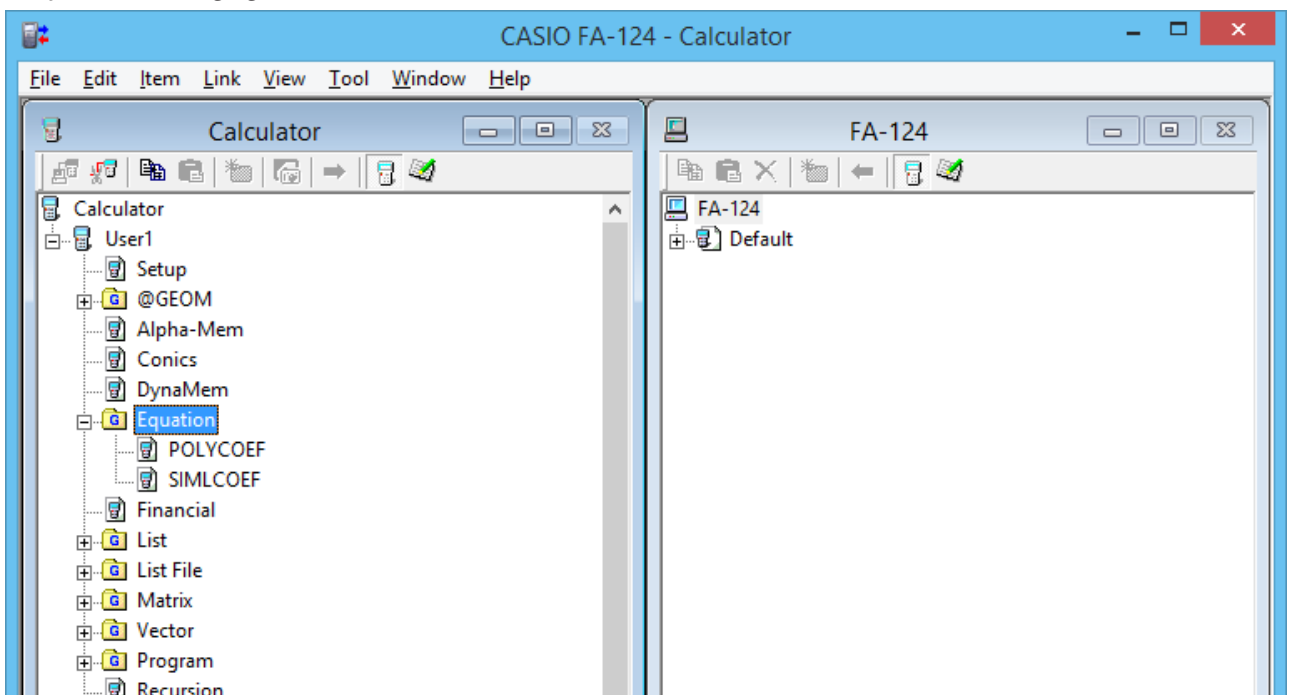 CASIO FA-124 - Calculator
File Edit Item Link View Tool Window Help
Calculator
FA-124
Calculator
User1
Setup
G @GEOM
Alpha-Mem
Conics
DynaMem
G Equation
POLYCOEF
SIMLCOEF
Financial
G List
G List File
G Matrix
G Vector
G Program
Recursion
FA-124
Default